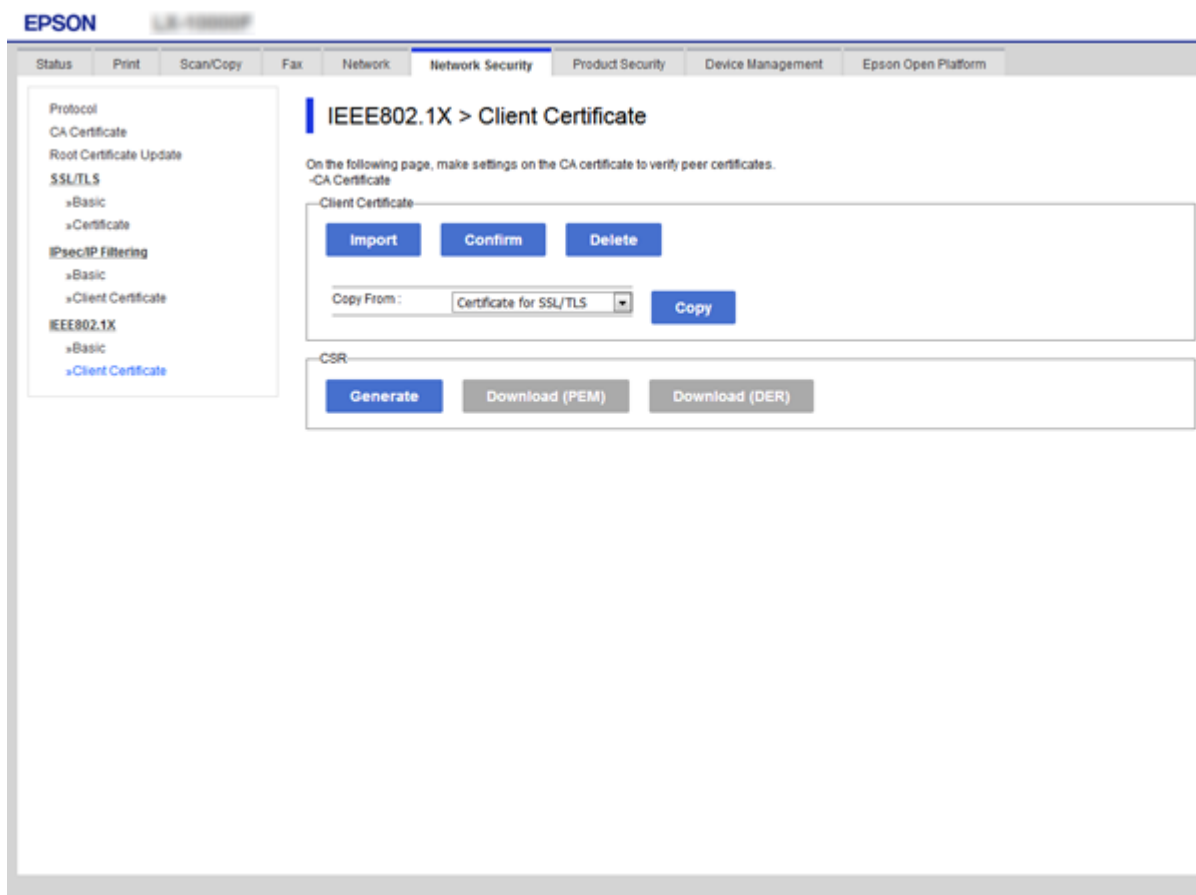 EPSON
Status Print Scan/Copy Fax Network Network Security Product Security Device Management Epson Open Platform
Protocol
CA Certificate
Root Certificate Update
SSL/TLS
»Basic
»Certificate
IPsec/IP Filtering
»Basic
»Client Certificate
IEEE802.1X
»Basic
»Client Certificate
IEEE802.1X > Client Certificate
On the following page, make settings on the CA certificate to verify peer certificates.
-CA Certificate
Client Certificate
Import Confirm Delete
Copy From : Certificate for SSL/TLS Copy
CSR
Generate Download (PEM) Download (DER)